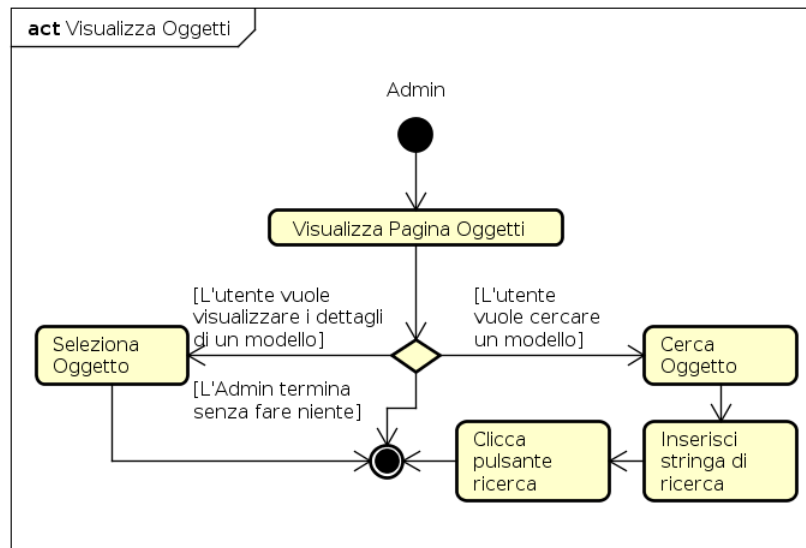 act Visualizza Oggetti
Admin
Visualizza Pagina Oggetti
[L'utente vuole
visualizzare i dettagli
di un modello]
[L'utente
vuole cercare
un modello]
Seleziona
Oggetto
Cerca
Oggetto
[L'Admin termina
senza fare niente]
Clicca
pulsante
ricerca
Inserisci
stringa di
ricerca